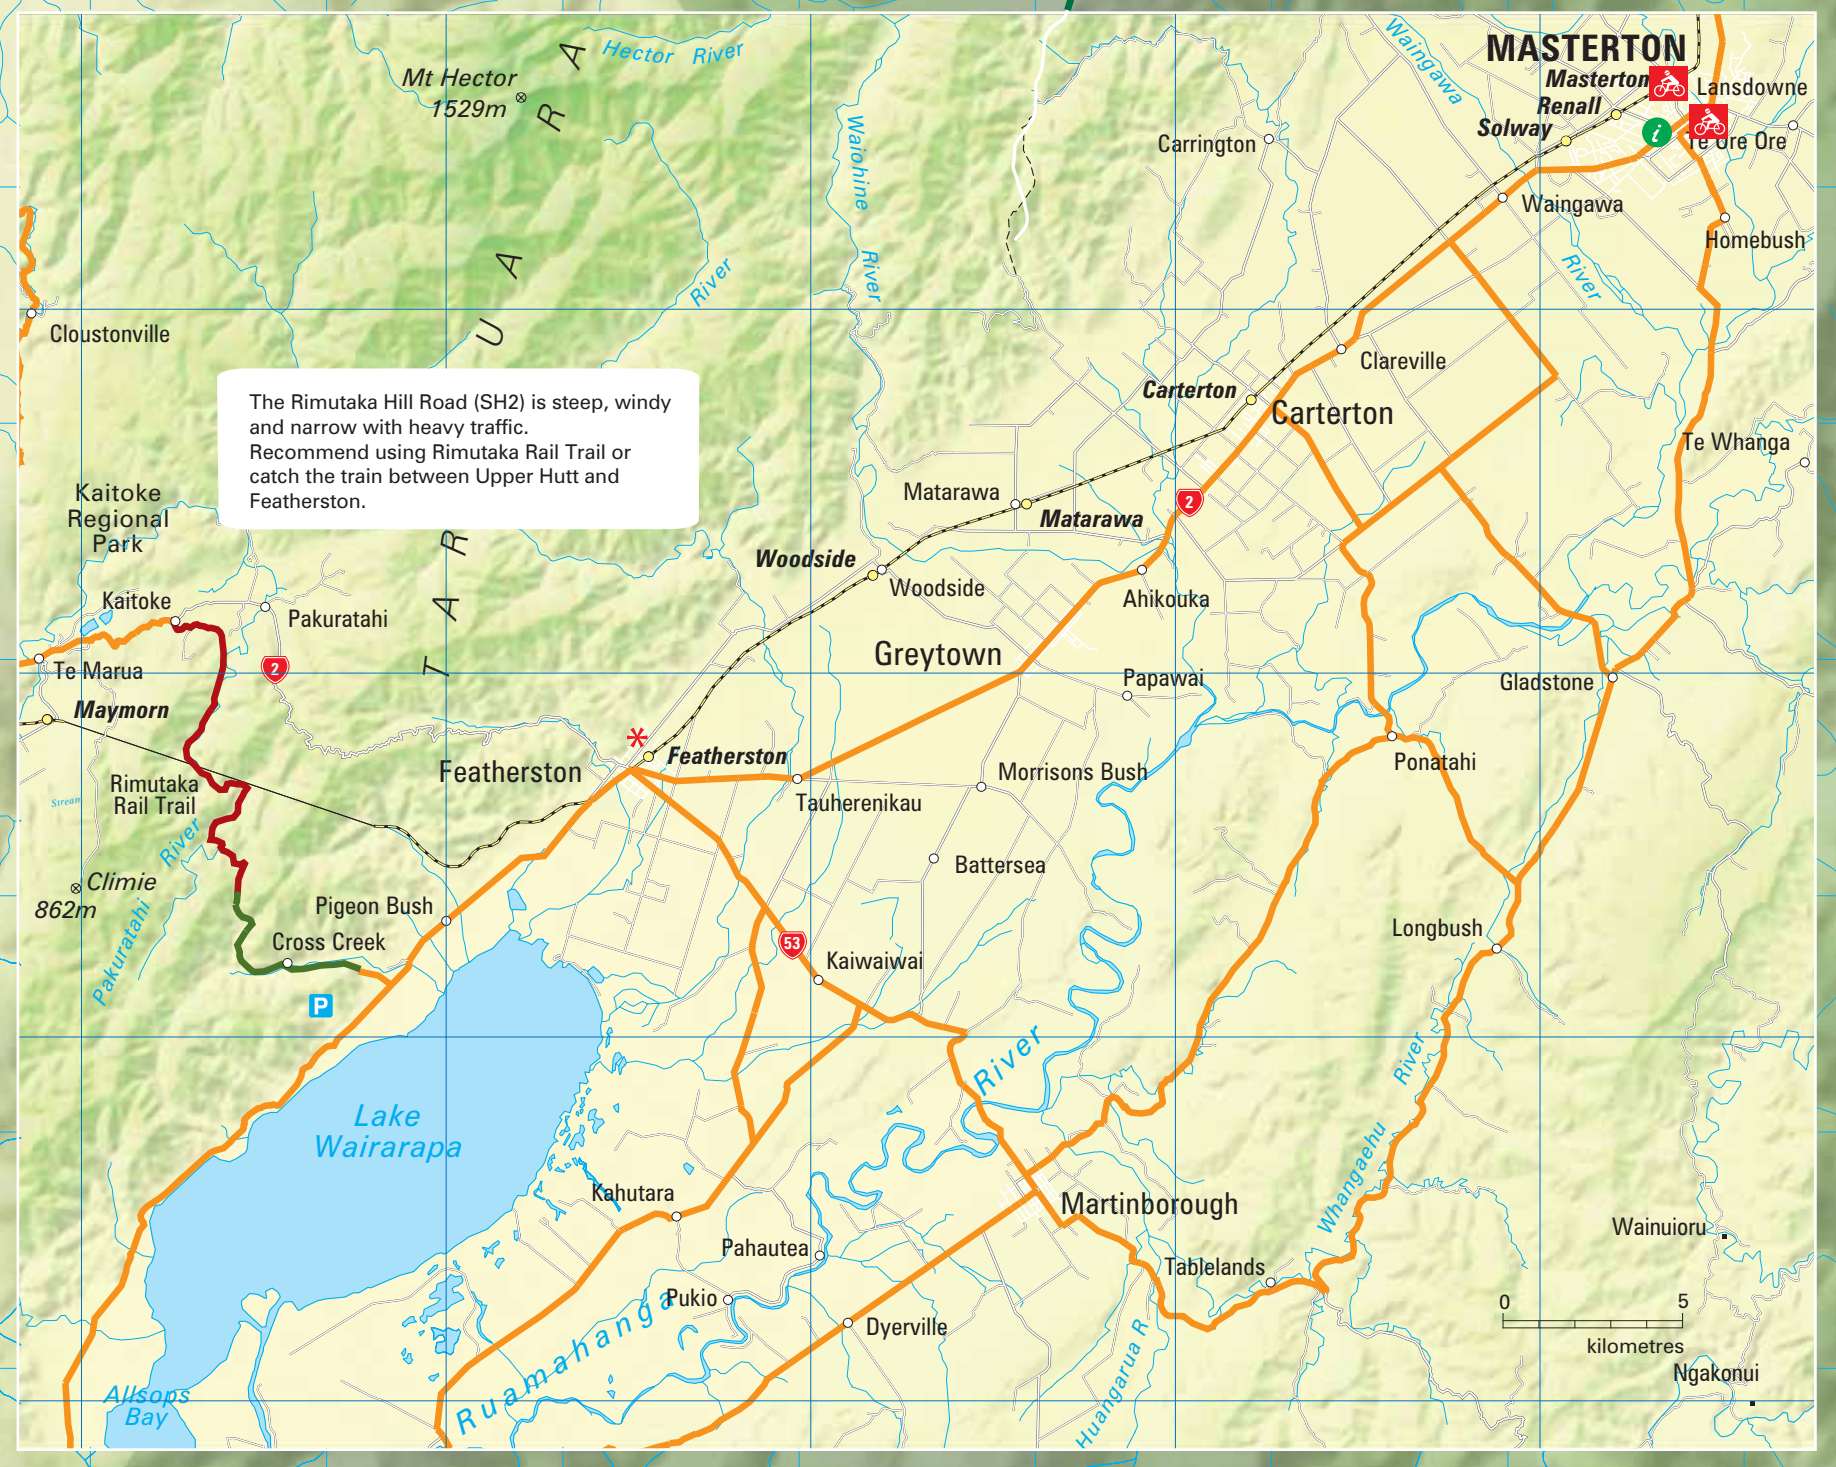 Hector River
Mt Hector
1529m
MASTERTON
Masterton
Lansdowne
Renall
Solway
i
Te Ore Ore
Waingawa
River
Carrington
Waiohine
River
Waingawa
Homebush
River
Cloustonville
TARARUA
The Rimutaka Hill Road (SH2) is steep, windy
and narrow with heavy traffic.
Recommend using Rimutaka Rail Trail or
catch the train between Upper Hutt and
Featherston.
Clareville
Carterton
Carterton
Te Whanga
Kaitoke
Regional
Park
Matarawa
Matarawa
2
Woodside
Woodside
Ahikouka
Kaitoke
Pakuratahi
2
Te Marua
Maymorn
Greytown
Papawai
Gladstone
*
Featherston
Featherston
Tauherenikau
Morrisons Bush
Ponatahi
Rimutaka
Rail Trail
Stream
Battersea
Climie
862m
Pakuratahi River
Pigeon Bush
Cross Creek
P
53
Kaiwaiwai
Longbush
Lake
Wairarapa
River
Whangaehu River
Kahutara
Martinborough
Pahautea
Pukio
Tablelands
Wainuioru
Dyerville
Ruamahanga
Huangarua R
0 5
kilometres
Ngakonui
Allsops
Bay